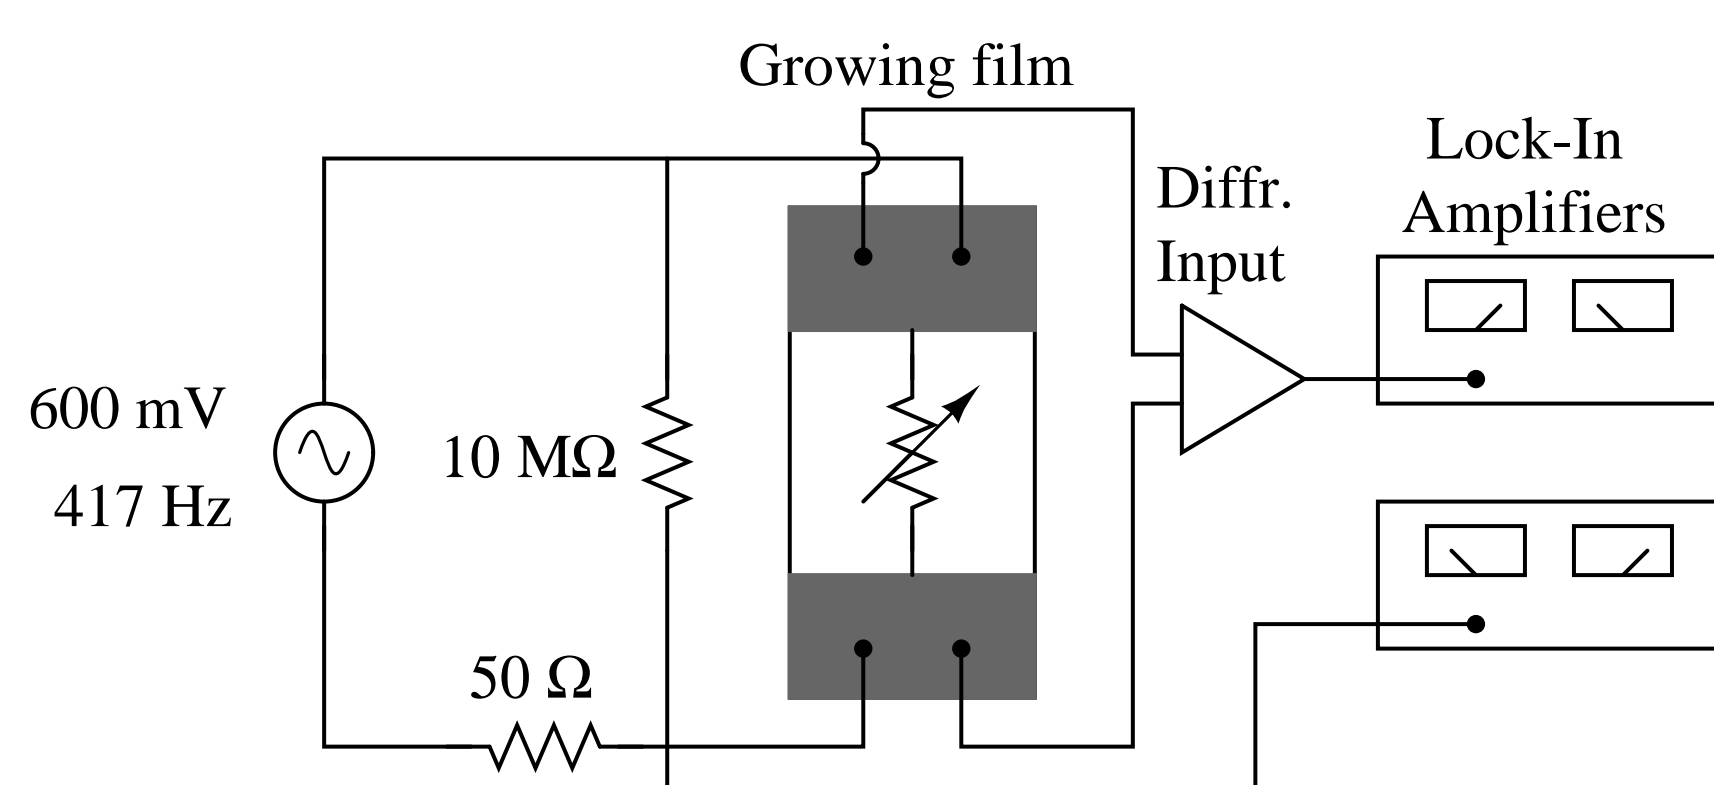 Growing film
Lock-In
Amplifiers
Diffr.
Input
600 mV
417 Hz
10 MΩ
50 Ω